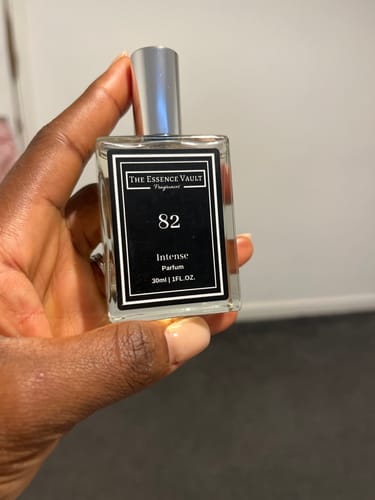 THE ESSENCE VAULT
Fragrances
82
Intense
Parfum
30ml | 1FL.OZ.